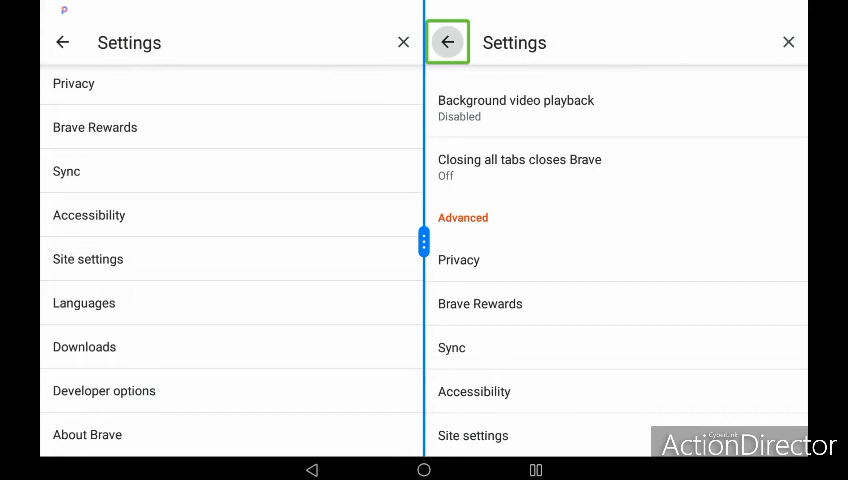 Settings
Privacy
Brave Rewards
Sync
Accessibility
Site settings
Languages
Downloads
Developer options
About Brave
Settings
Background video playback
Disabled
Closing all tabs closes Brave
Off
Advanced
Privacy
Brave Rewards
Sync
Accessibility
Site settings
CyberLink
ActionDirector